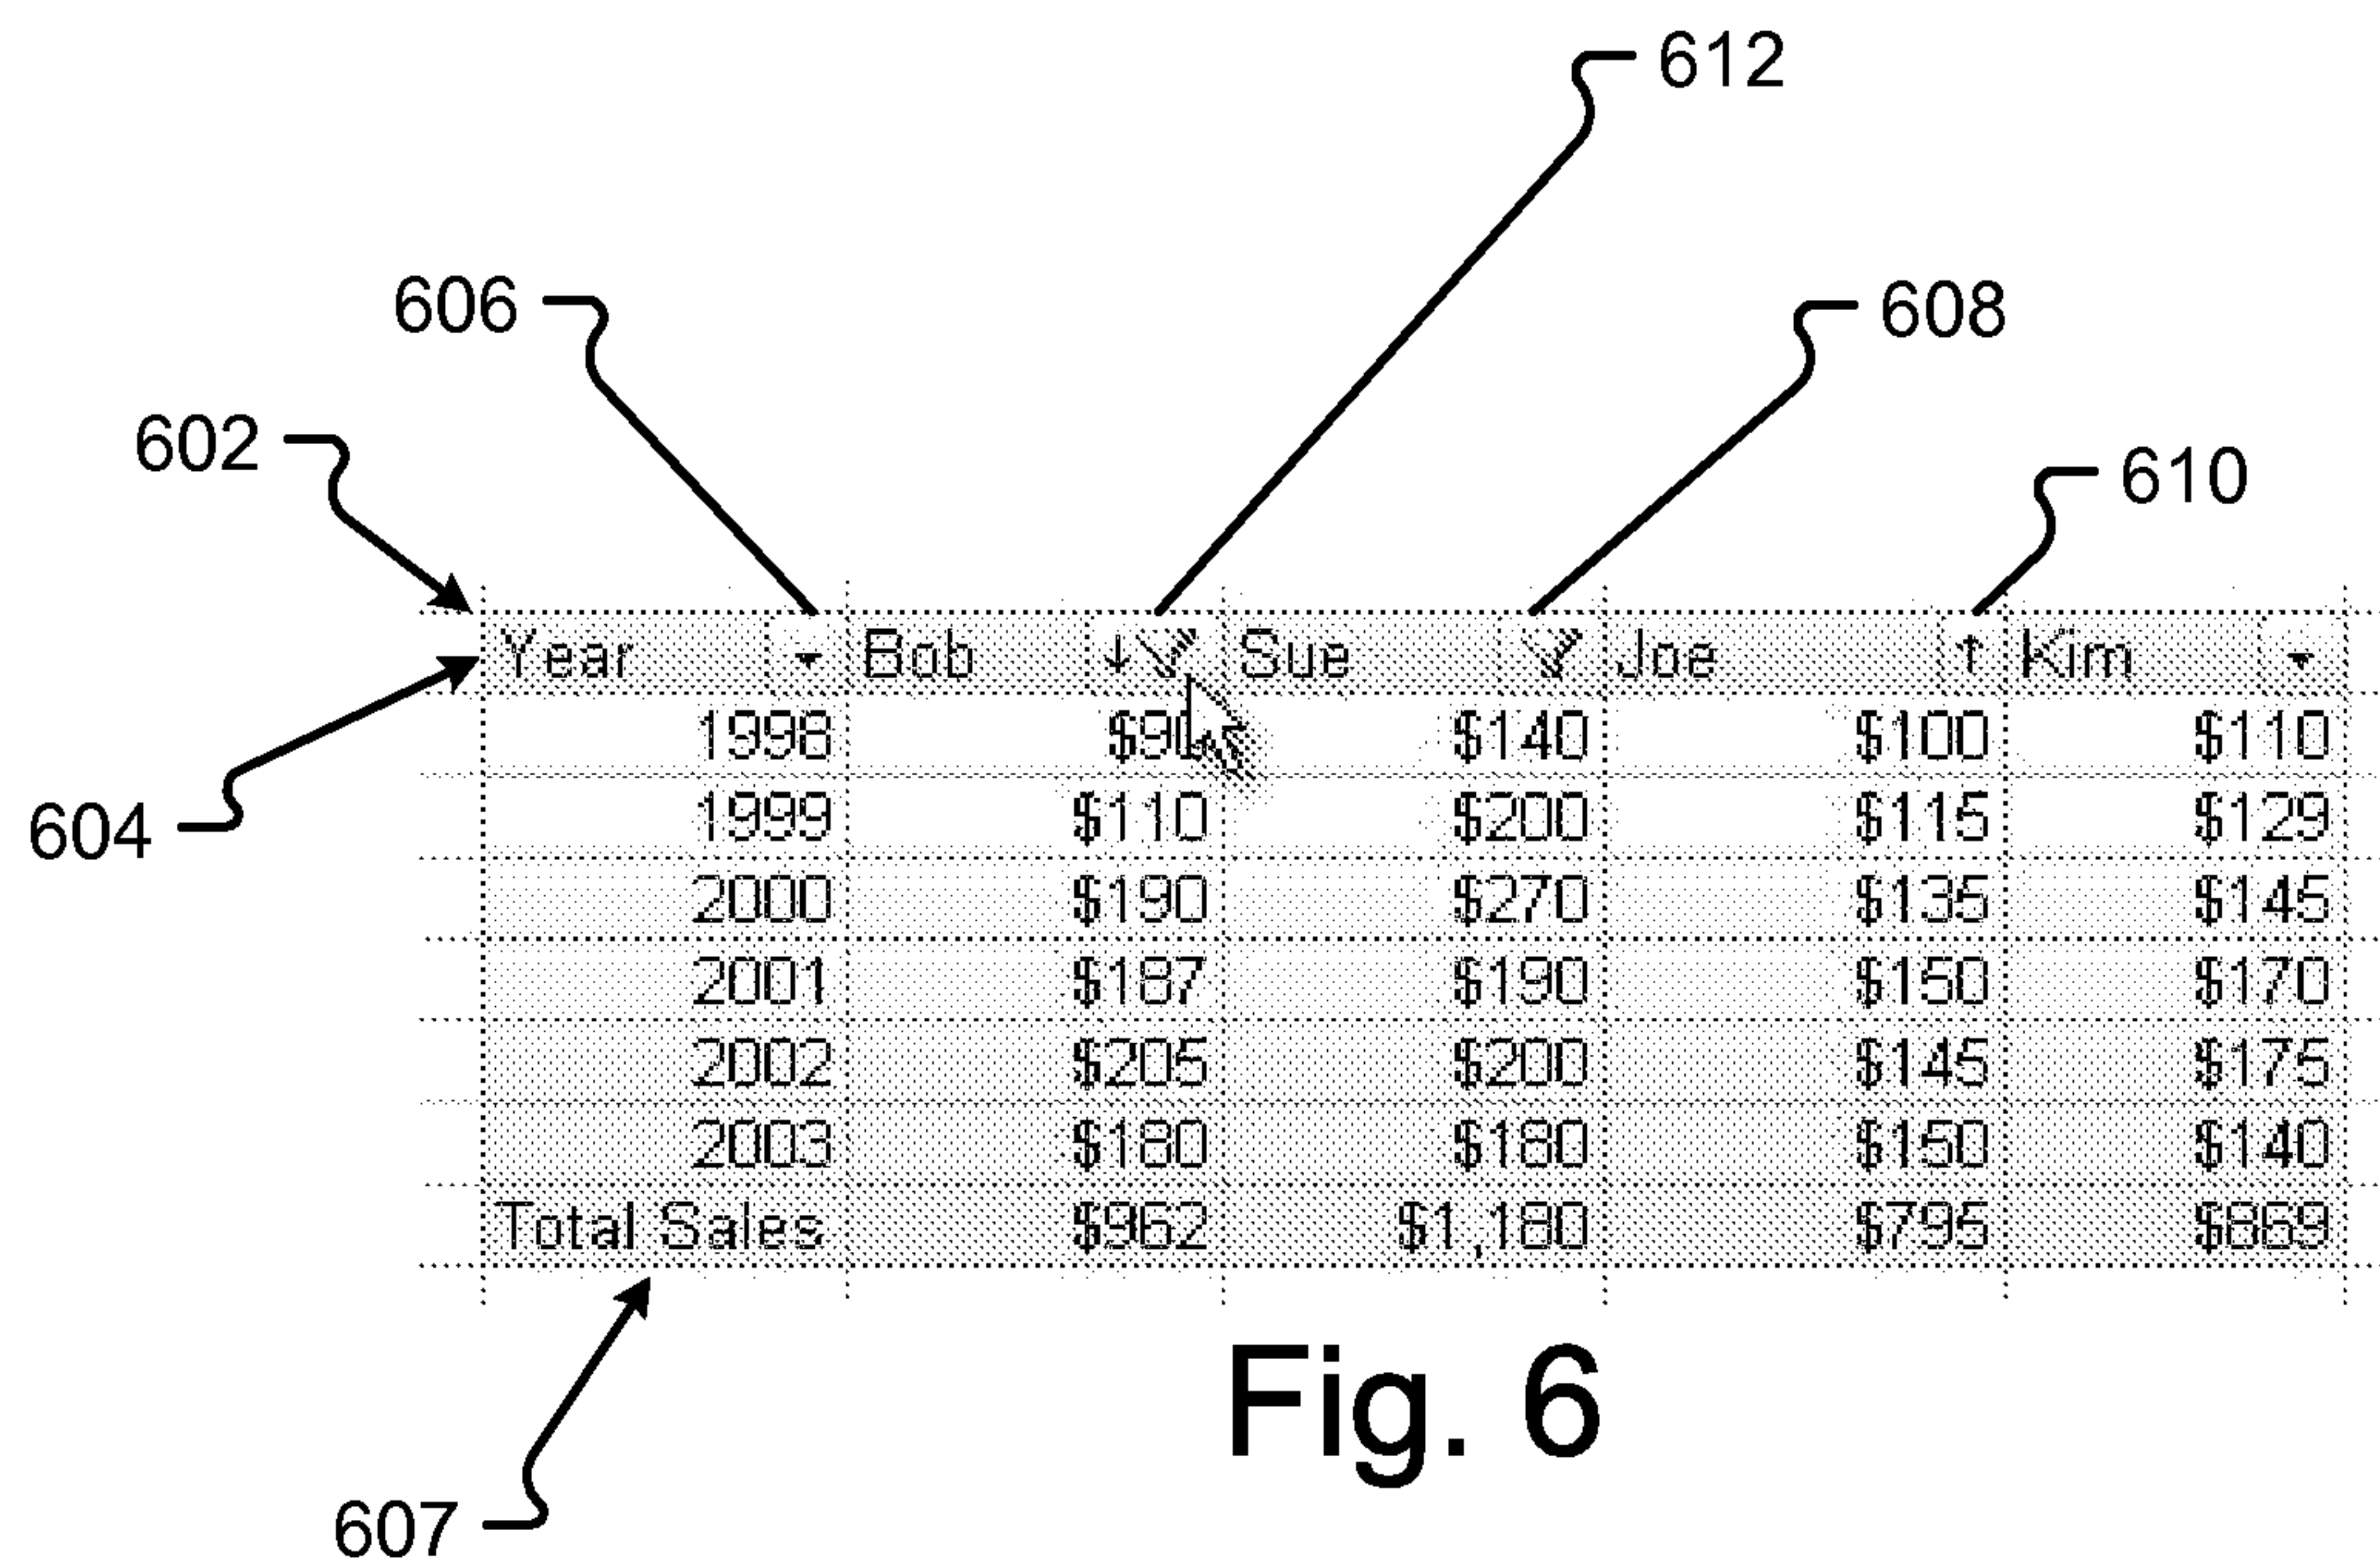 612
606
608
602
610
Year Bob Sue Joe Kim
1998 $90 $140 $100 $110
604
1999 $110 $200 $115 $129
2000 $190 $270 $135 $145
2001 $187 $190 $150 $170
2002 $205 $200 $145 $175
2003 $180 $180 $150 $140
Total Sales $962 $1,180 $795 $869
Fig. 6
607